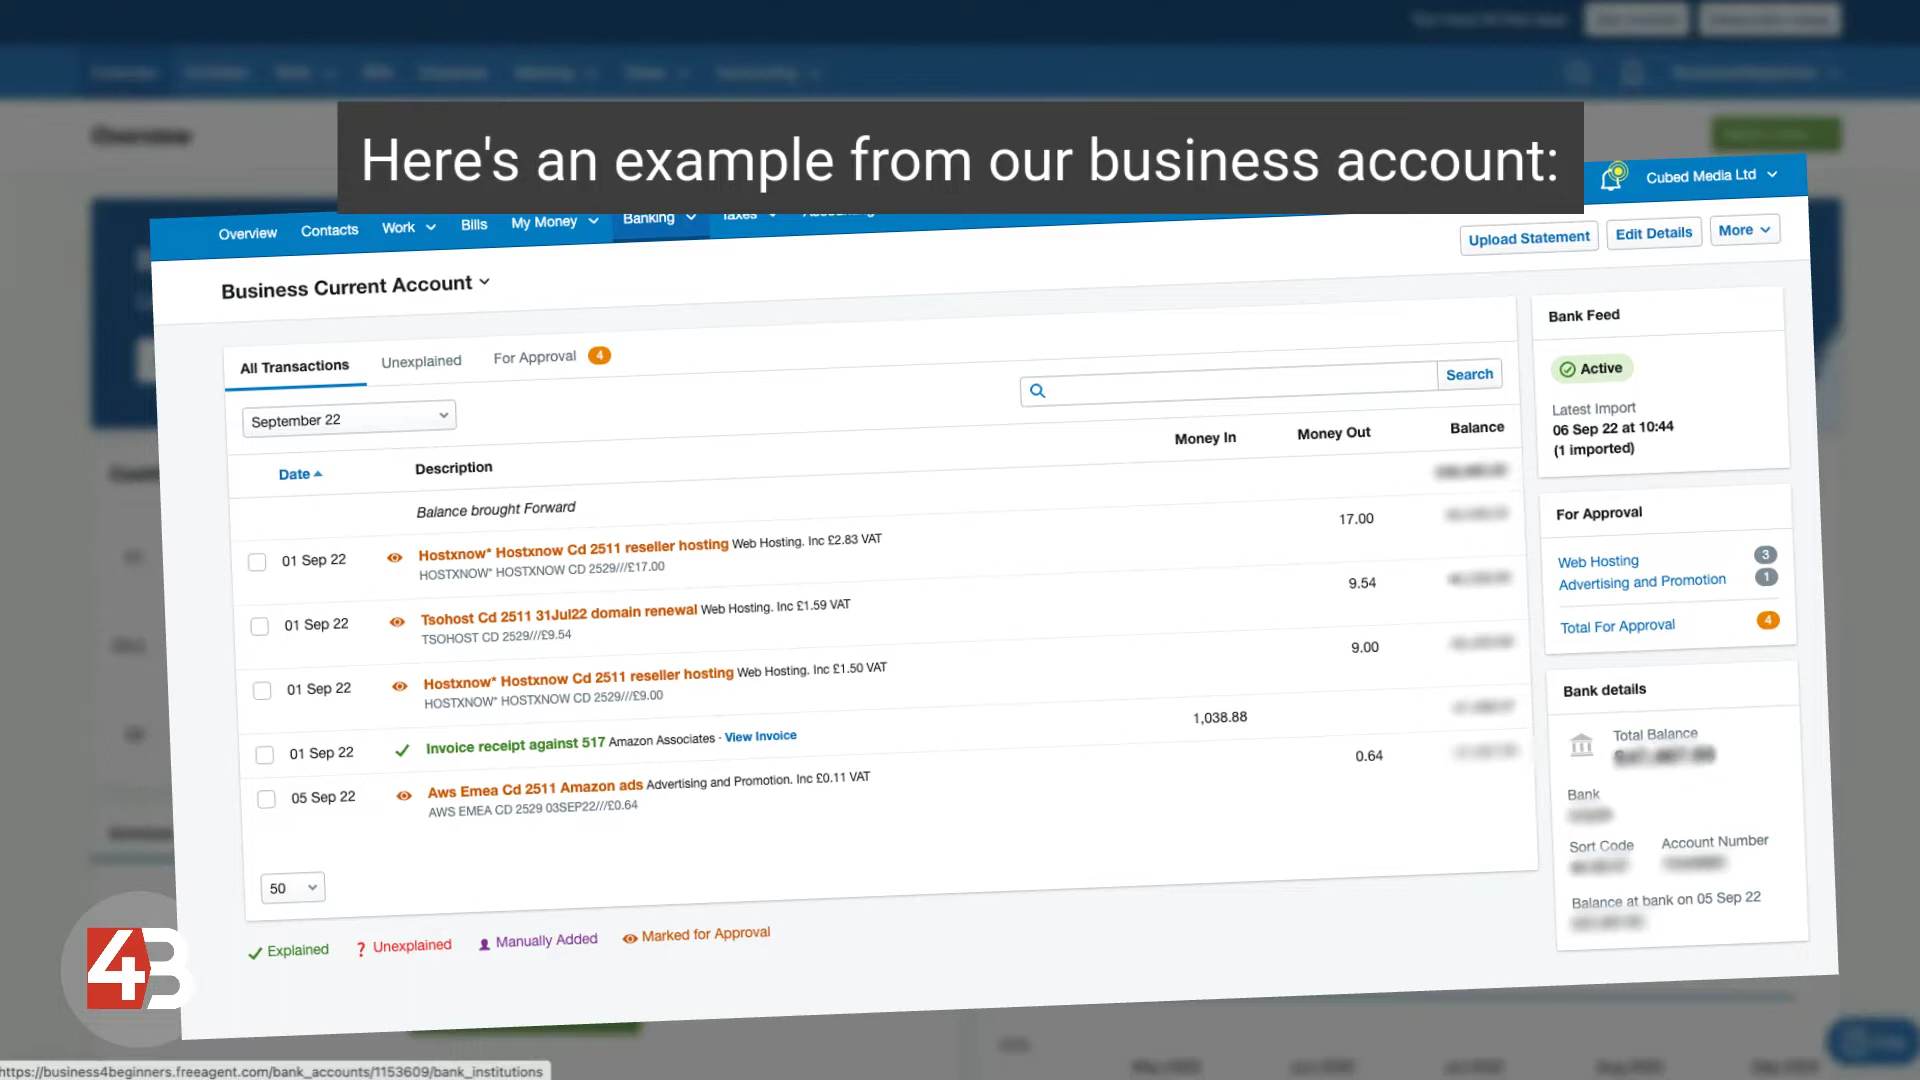 Here's an example from our business account:
Cubed Media Ltd
Overview Contacts Work Bills My Money Banking Taxes Accounting
Business Current Account
Upload Statement Edit Details More
All Transactions Unexplained For Approval 4
September 22
Search
Date Description Money In Money Out Balance
Balance brought Forward
01 Sep 22 Hostxnow* Hostxnow Cd 2511 reseller hosting Web Hosting. Inc £2.83 VAT 17.00
HOSTXNOW* HOSTXNOW CD 2529///£17.00
01 Sep 22 Tsohost Cd 2511 31Jul22 domain renewal Web Hosting. Inc £1.59 VAT 9.54
TSOHOST CD 2529///£9.54
01 Sep 22 Hostxnow* Hostxnow Cd 2511 reseller hosting Web Hosting. Inc £1.50 VAT 9.00
HOSTXNOW* HOSTXNOW CD 2529///£9.00
01 Sep 22 Invoice receipt against 517 Amazon Associates · View Invoice 1,038.88
05 Sep 22 Aws Emea Cd 2511 Amazon ads Advertising and Promotion. Inc £0.11 VAT 0.64
AWS EMEA CD 2529 03SEP22///£0.64
50
Explained ? Unexplained Manually Added Marked for Approval
Bank Feed
Active
Latest Import
06 Sep 22 at 10:44
(1 imported)
For Approval
Web Hosting 3
Advertising and Promotion 1
Total For Approval 4
Bank details
Total Balance
Bank
Sort Code Account Number
Balance at bank on 05 Sep 22
4B
https://business4beginners.freeagent.com/bank_accounts/1153609/bank_institutions